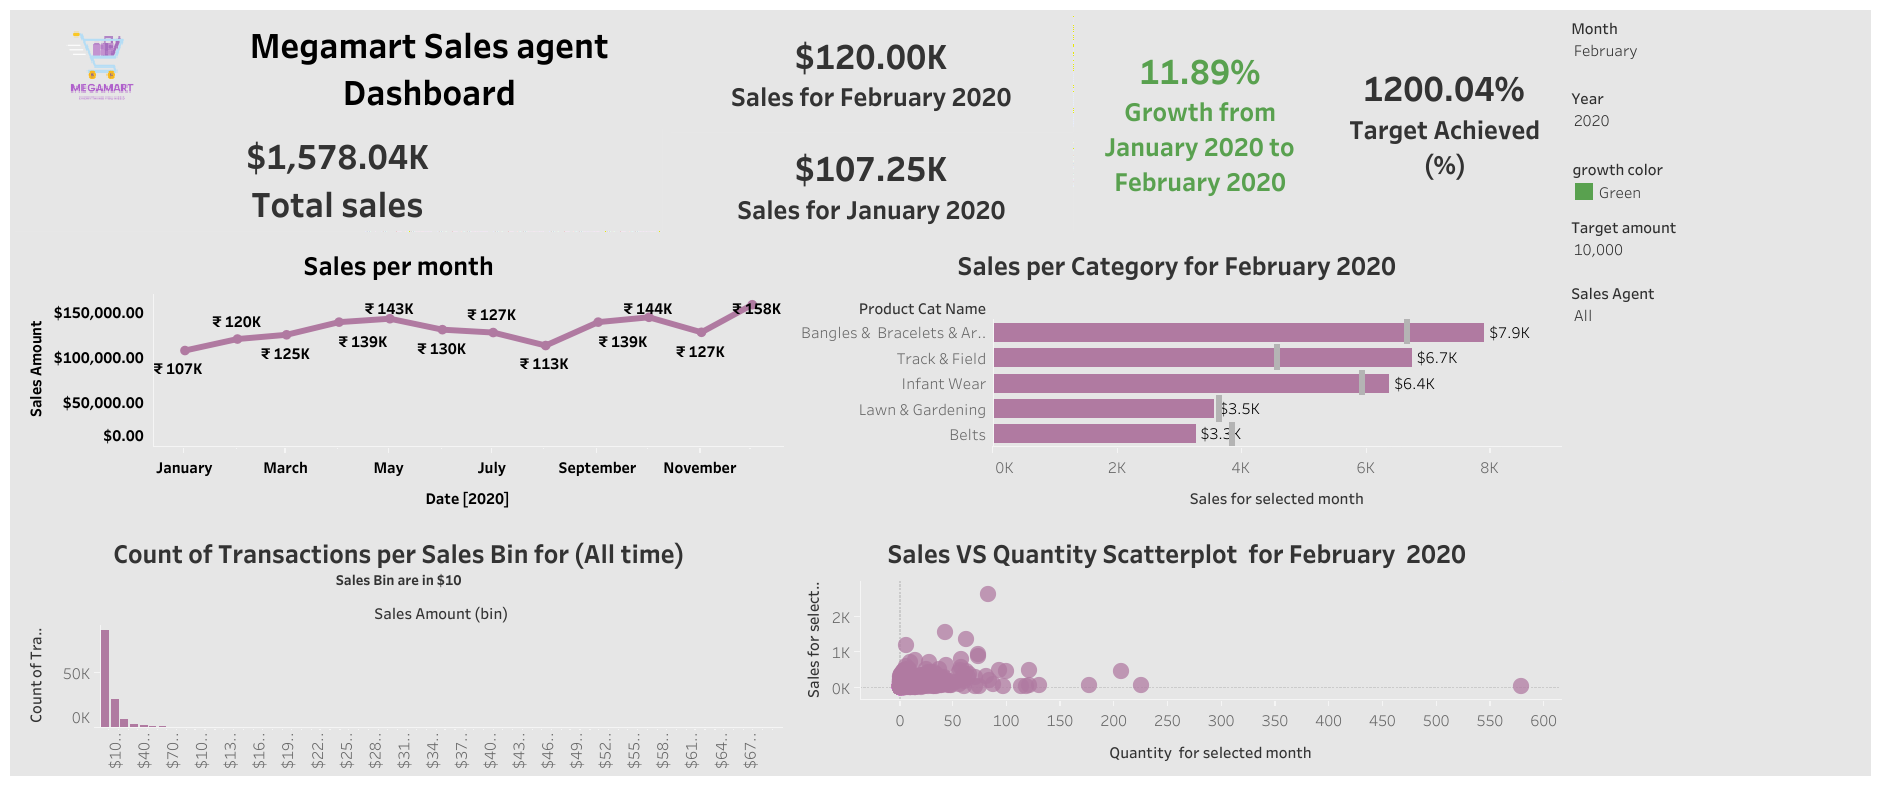 MEGAMART
Megamart Sales agent
Dashboard
$1,578.04K
Total sales
$120.00K
Sales for February 2020
$107.25K
Sales for January 2020
11.89%
Growth from
January 2020 to
February 2020
1200.04%
Target Achieved
(%)
Month
February
Year
2020
growth color
Green
Target amount
10,000
Sales Agent
All
Sales per month
Sales Amount
$150,000.00
$100,000.00
$50,000.00
$0.00
₹ 107K
₹ 120K
₹ 125K
₹ 139K
₹ 143K
₹ 130K
₹ 127K
₹ 113K
₹ 139K
₹ 144K
₹ 127K
₹ 158K
January
March
May
July
September
November
Date [2020]
Sales per Category for February 2020
Product Cat Name
Bangles & Bracelets & Ar.. $7.9K
Track & Field $6.7K
Infant Wear $6.4K
Lawn & Gardening $3.5K
Belts $3.3K
0K 2K 4K 6K 8K
Sales for selected month
Count of Transactions per Sales Bin for (All time)
Sales Bin are in $10
Sales Amount (bin)
Count of Tra..
50K
0K
$10..
$40..
$70..
$10..
$13..
$16..
$19..
$22..
$25..
$28..
$31..
$34..
$37..
$40..
$43..
$46..
$49..
$52..
$55..
$58..
$61..
$64..
$67..
Sales VS Quantity Scatterplot for February 2020
Sales for select..
2K
1K
0K
0 50 100 150 200 250 300 350 400 450 500 550 600
Quantity for selected month